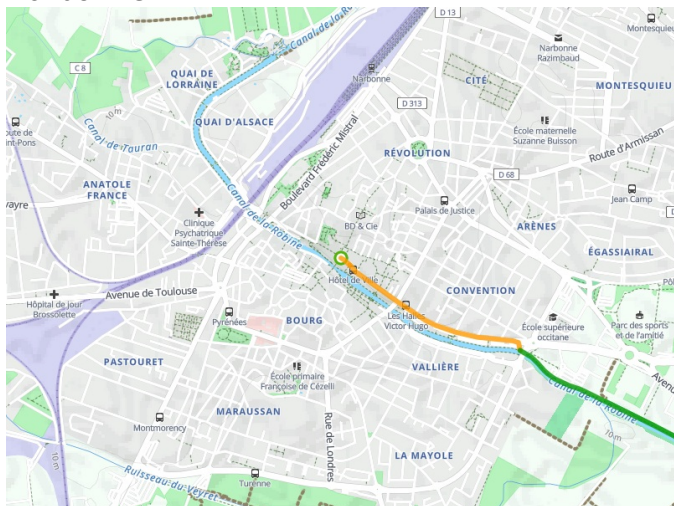 D 13
Montesquieu
Canal de la Ro
C 8
QUAI DE
LORRAINE
Narbonne
Narbonne
Razimbaud
CITÉ
MONTESQUIEU
10 m
D 313
QUAI D'ALSACE
École maternelle
Suzanne Buisson
Canal de Tauran
Boulevard Frédéric Mistral
RÉVOLUTION
Route d'Armissan
D 68
ANATOLE
FRANCE
Canal de la Robine
Palais de Justice
Jean Camp
BD & Cie
ARÈNES
Clinique
Psychatrique
Sainte-Thérèse
ÉGASSIAIRAL
Hôtel de Ville
Avenue de Toulouse
CONVENTION
Hôpital de jour
Brossolette
Pyrénées
BOURG
Les Halles
Victor Hugo
École supérieure
occitane
Parc des sports
et de l'amitié
PASTOURET
VALLIÈRE
École primaire
Françoise de Cézelli
Canal de la Robine
MARAUSSAN
Montmorency
Rue de Londres
10 m
LA MAYOLE
10 m
Ruisseau du Veyret
Turenne